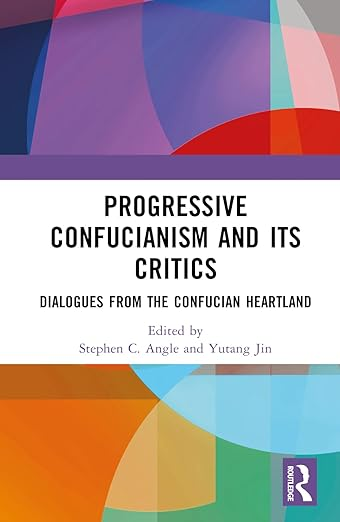 PROGRESSIVE
CONFUCIANISM AND ITS
CRITICS
DIALOGUES FROM THE CONFUCIAN HEARTLAND
Edited by
Stephen C. Angle and Yutang Jin
ROUTLEDGE